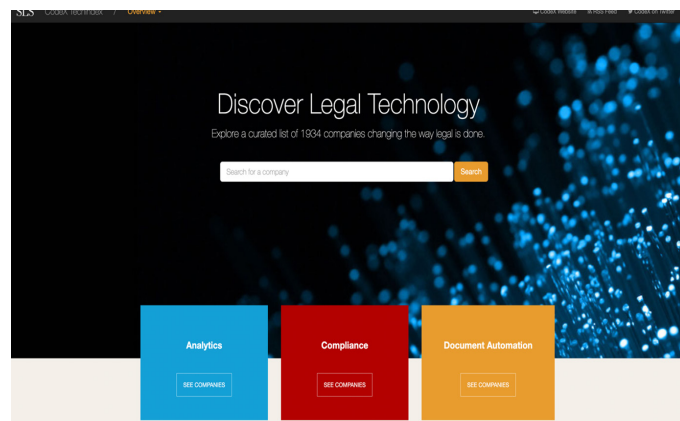 SLS CodeX TechIndex / Overview
CodeX Website RSS Feed CodeX on Twitter
Discover Legal Technology
Explore a curated list of 1934 companies changing the way legal is done.
Search for a company Search
Analytics Compliance Document Automation
SEE COMPANIES SEE COMPANIES SEE COMPANIES